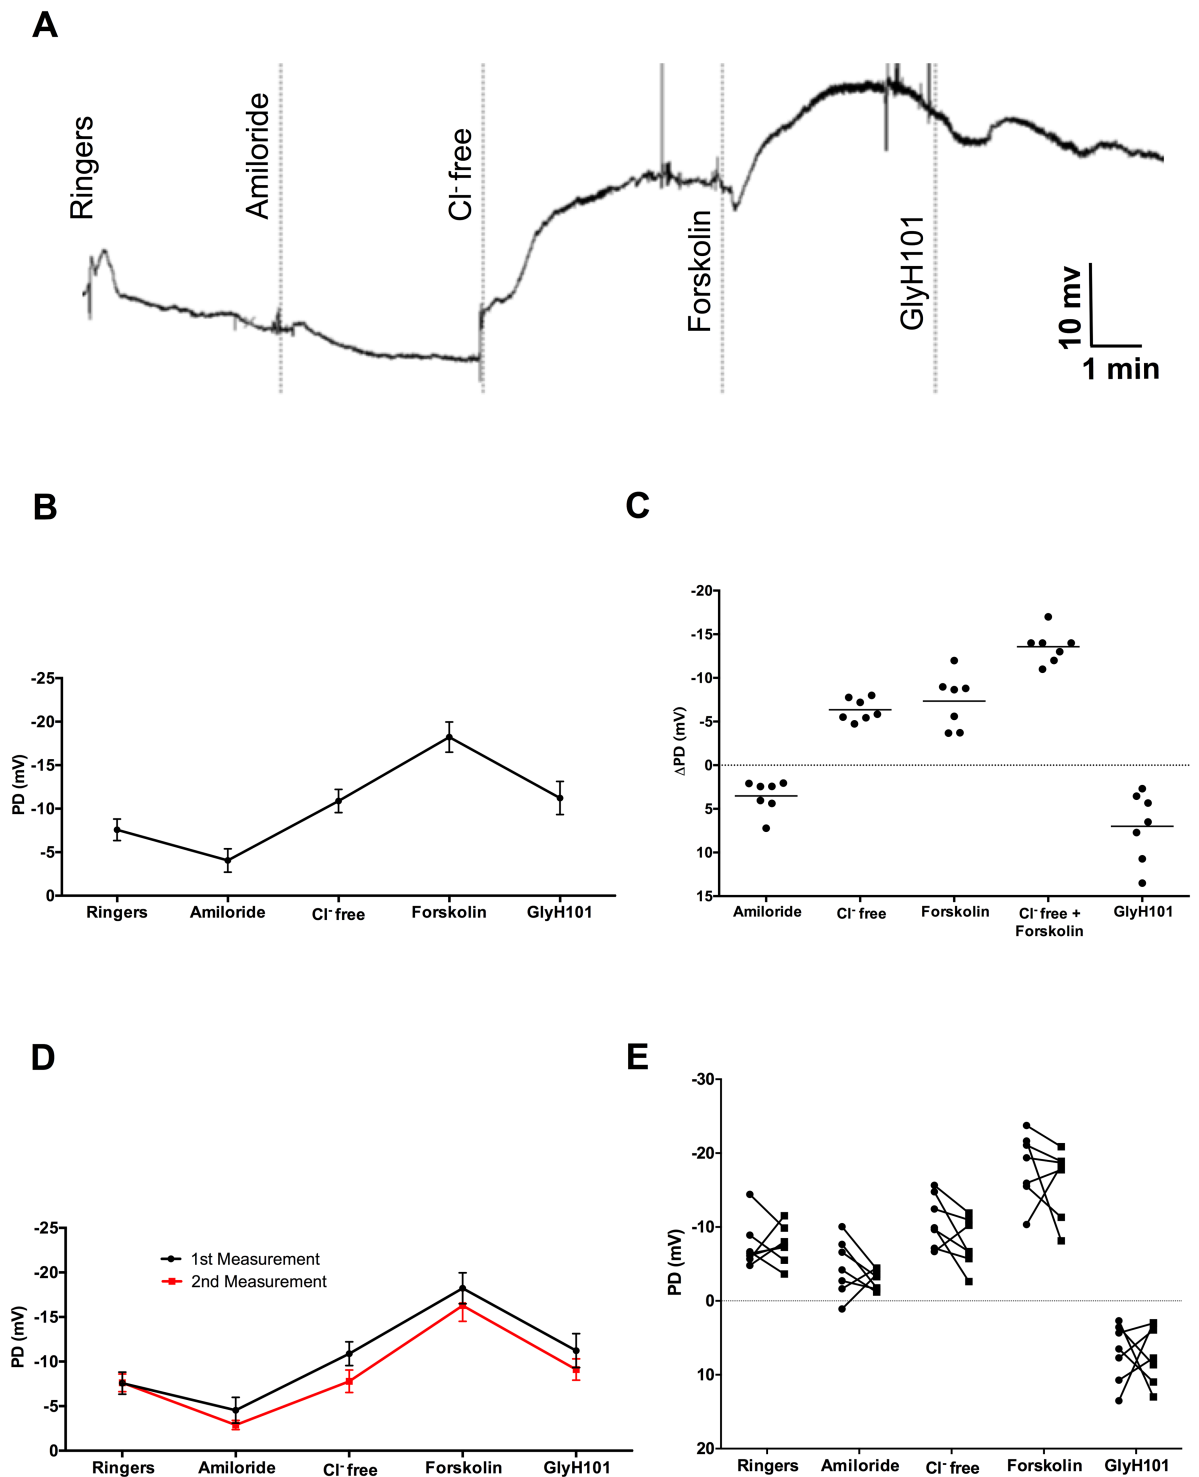 A
Ringers
Amiloride
Cl- free
Forskolin
GlyH101
10 mv
1 min
B
PD (mV)
-25
-20
-15
-10
-5
0
Ringers
Amiloride
Cl- free
Forskolin
GlyH101
C
ΔPD (mV)
-20
-15
-10
-5
0
5
10
15
Amiloride
Cl- free
Forskolin
Cl- free +
Forskolin
GlyH101
D
PD (mV)
-25
-20
-15
-10
-5
0
1st Measurement
2nd Measurement
Ringers
Amiloride
Cl- free
Forskolin
GlyH101
E
PD (mV)
-30
-20
-10
0
10
20
Ringers
Amiloride
Cl- free
Forskolin
GlyH101